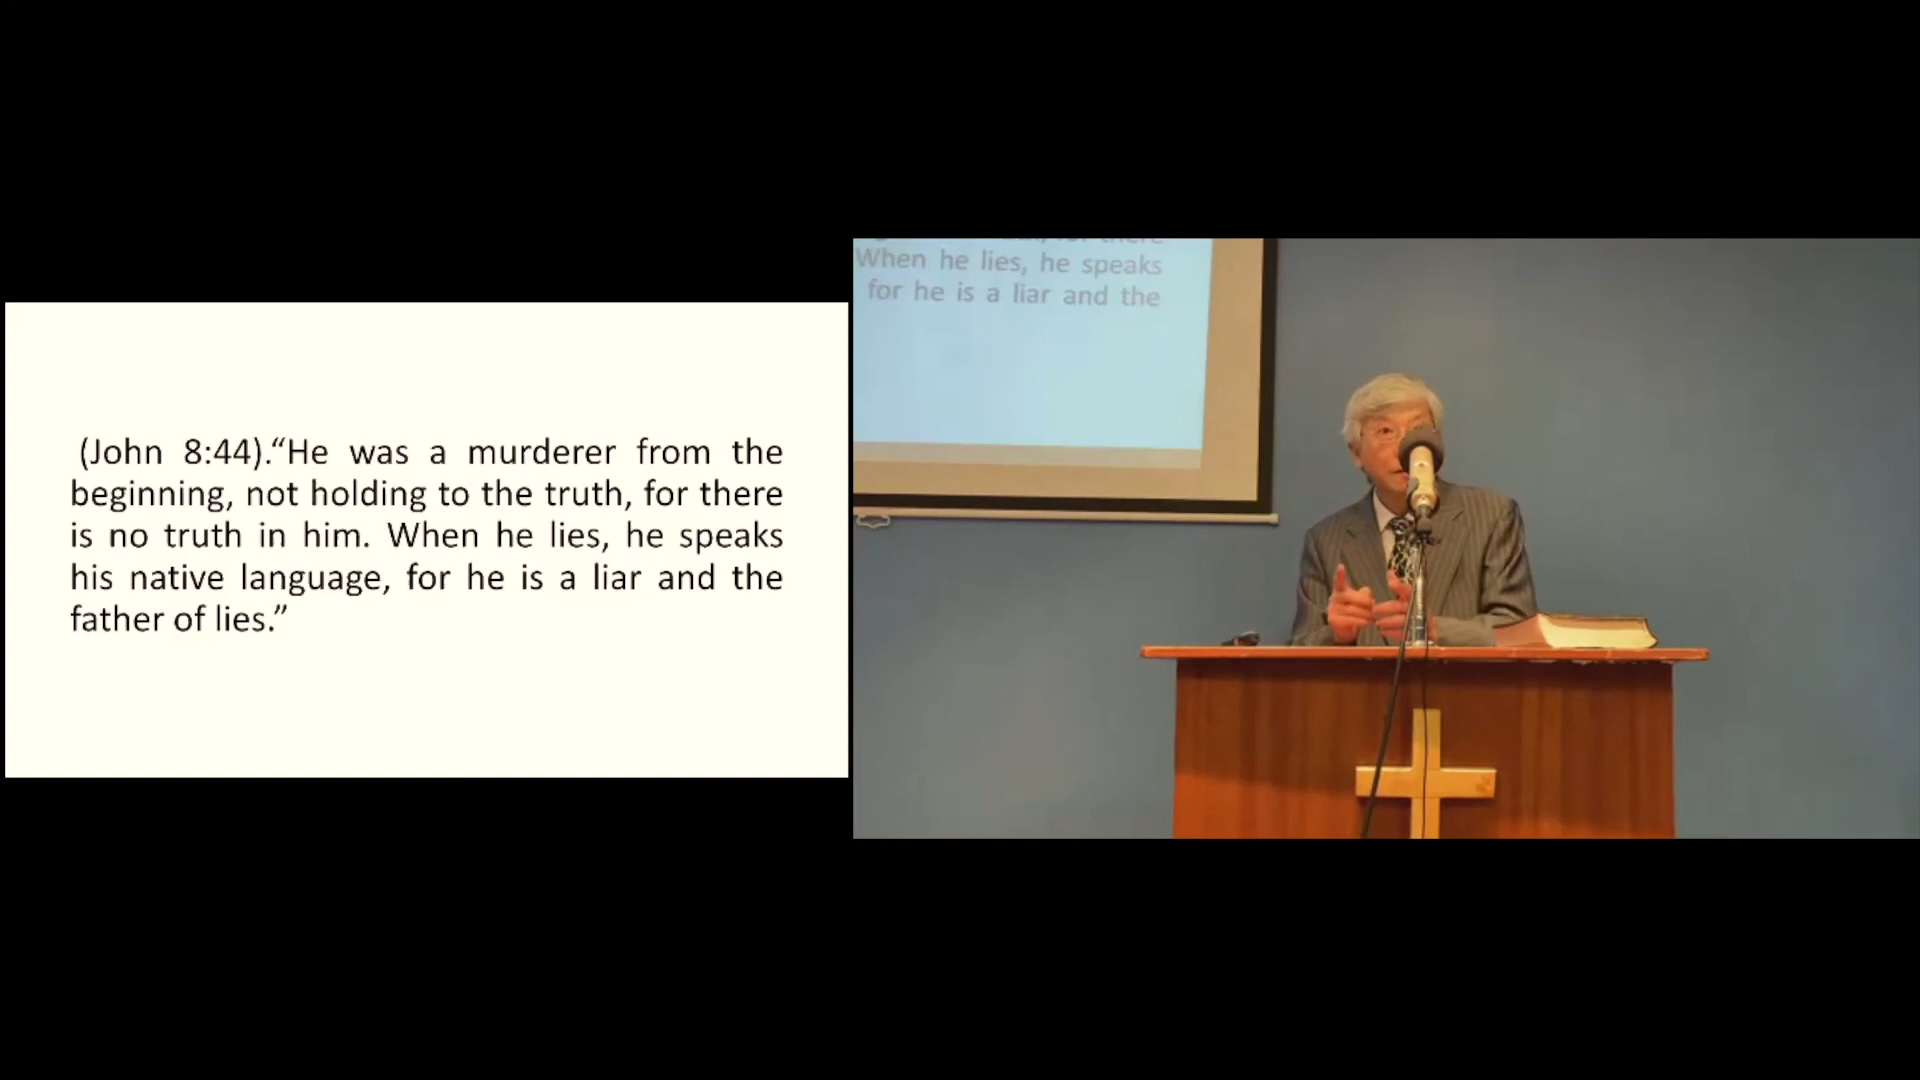 (John 8:44).“He was a murderer from the
beginning, not holding to the truth, for there
is no truth in him. When he lies, he speaks
his native language, for he is a liar and the
father of lies.”
there
When he lies, he speaks
for he is a liar and the